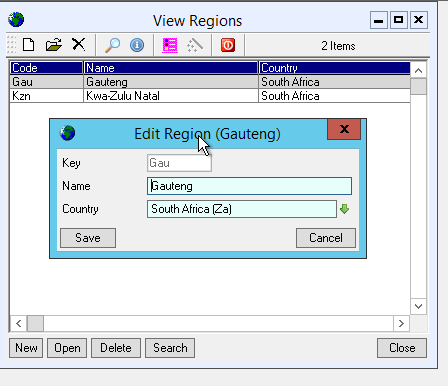 View Regions
2 Items
Code Name Country
Gau Gauteng South Africa
Kzn Kwa-Zulu Natal South Africa
Edit Region (Gauteng)
x
Key Gau
Name Gauteng
Country South Africa (Za)
Save Cancel
New Open Delete Search Close